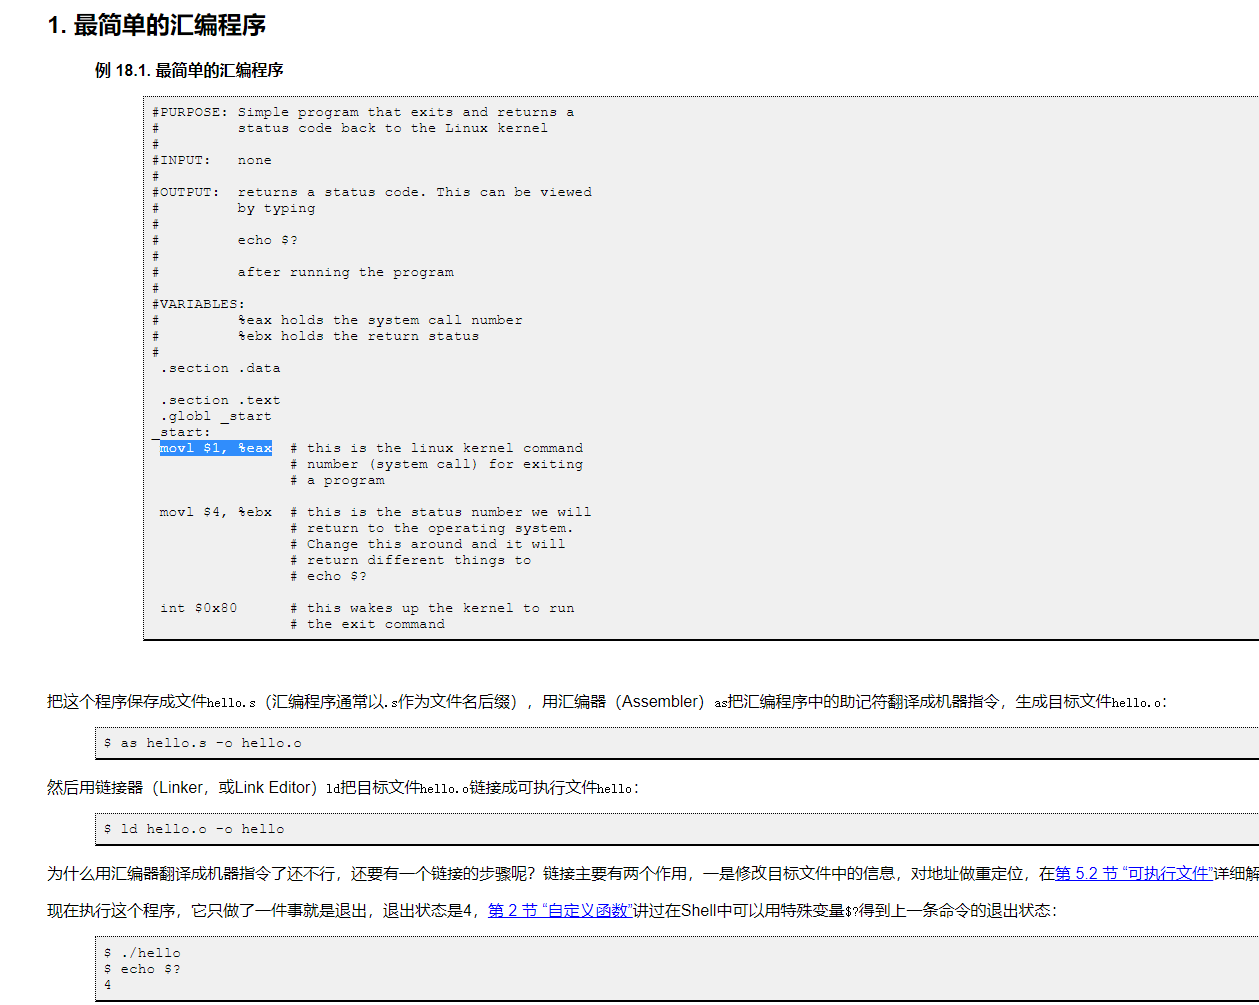 1. 最简单的汇编程序
例 18.1. 最简单的汇编程序
#PURPOSE: Simple program that exits and returns a
#         status code back to the Linux kernel
#
#INPUT:   none
#
#OUTPUT:  returns a status code. This can be viewed
#         by typing
#
#         echo $?
#
#         after running the program
#
#VARIABLES:
#         %eax holds the system call number
#         %ebx holds the return status
#
 .section .data
 .section .text
 .globl _start
_start:
 movl $1, %eax  # this is the linux kernel command
                # number (system call) for exiting
                # a program
 movl $4, %ebx  # this is the status number we will
                # return to the operating system.
                # Change this around and it will
                # return different things to
                # echo $?
 int $0x80      # this wakes up the kernel to run
                # the exit command
把这个程序保存成文件hello.s（汇编程序通常以.s作为文件名后缀），用汇编器（Assembler）as把汇编程序中的助记符翻译成机器指令，生成目标文件hello.o：
$ as hello.s -o hello.o
然后用链接器（Linker，或Link Editor）ld把目标文件hello.o链接成可执行文件hello：
$ ld hello.o -o hello
为什么用汇编器翻译成机器指令了还不行，还要有一个链接的步骤呢？链接主要有两个作用，一是修改目标文件中的信息，对地址做重定位，在第 5.2 节 “可执行文件”详细解
现在执行这个程序，它只做了一件事就是退出，退出状态是4，第 2 节 “自定义函数”讲过在Shell中可以用特殊变量$?得到上一条命令的退出状态：
$ ./hello
$ echo $?
4